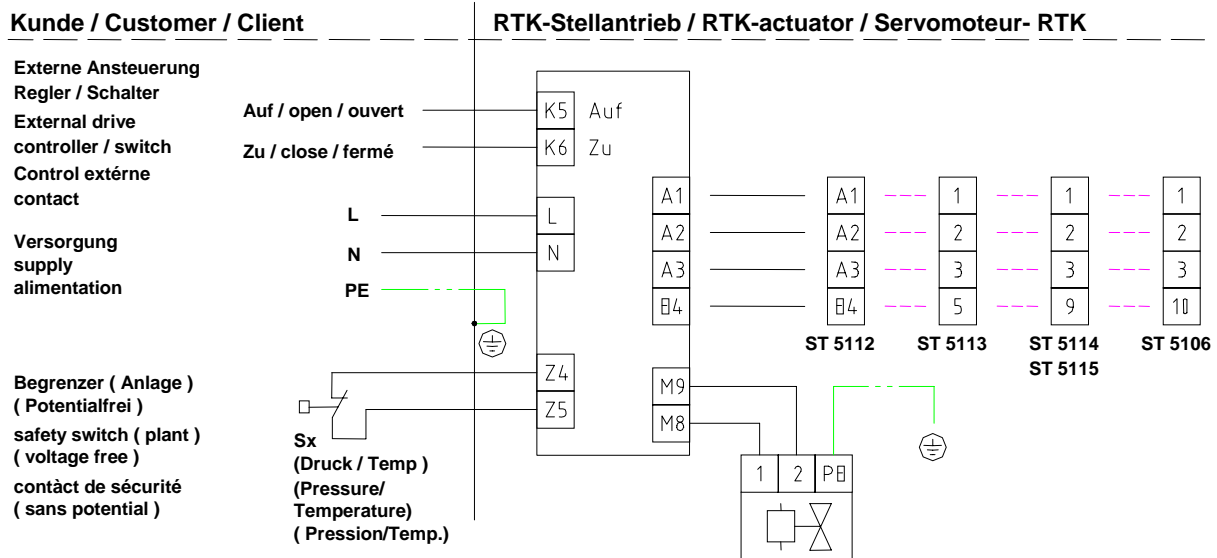 Kunde / Customer / Client
RTK-Stellantrieb / RTK-actuator / Servomoteur- RTK
Externe Ansteuerung
Regler / Schalter
External drive
controller / switch
Control extérne
contact
Auf / open / ouvert
Zu / close / fermé
K5 Auf
K6 Zu
Versorgung
supply
alimentation
L
N
PE
L
N
A1
A2
A3
B4
A1
A2
A3
B4
ST 5112
1
2
3
5
ST 5113
1
2
3
9
ST 5114
ST 5115
1
2
3
10
ST 5106
Begrenzer ( Anlage )
( Potentialfrei )
safety switch ( plant )
( voltage free )
contàct de sécurité
( sans potential )
Sx
(Druck / Temp )
(Pressure/
Temperature)
( Pression/Temp.)
Z4
Z5
M9
M8
1 2 PE